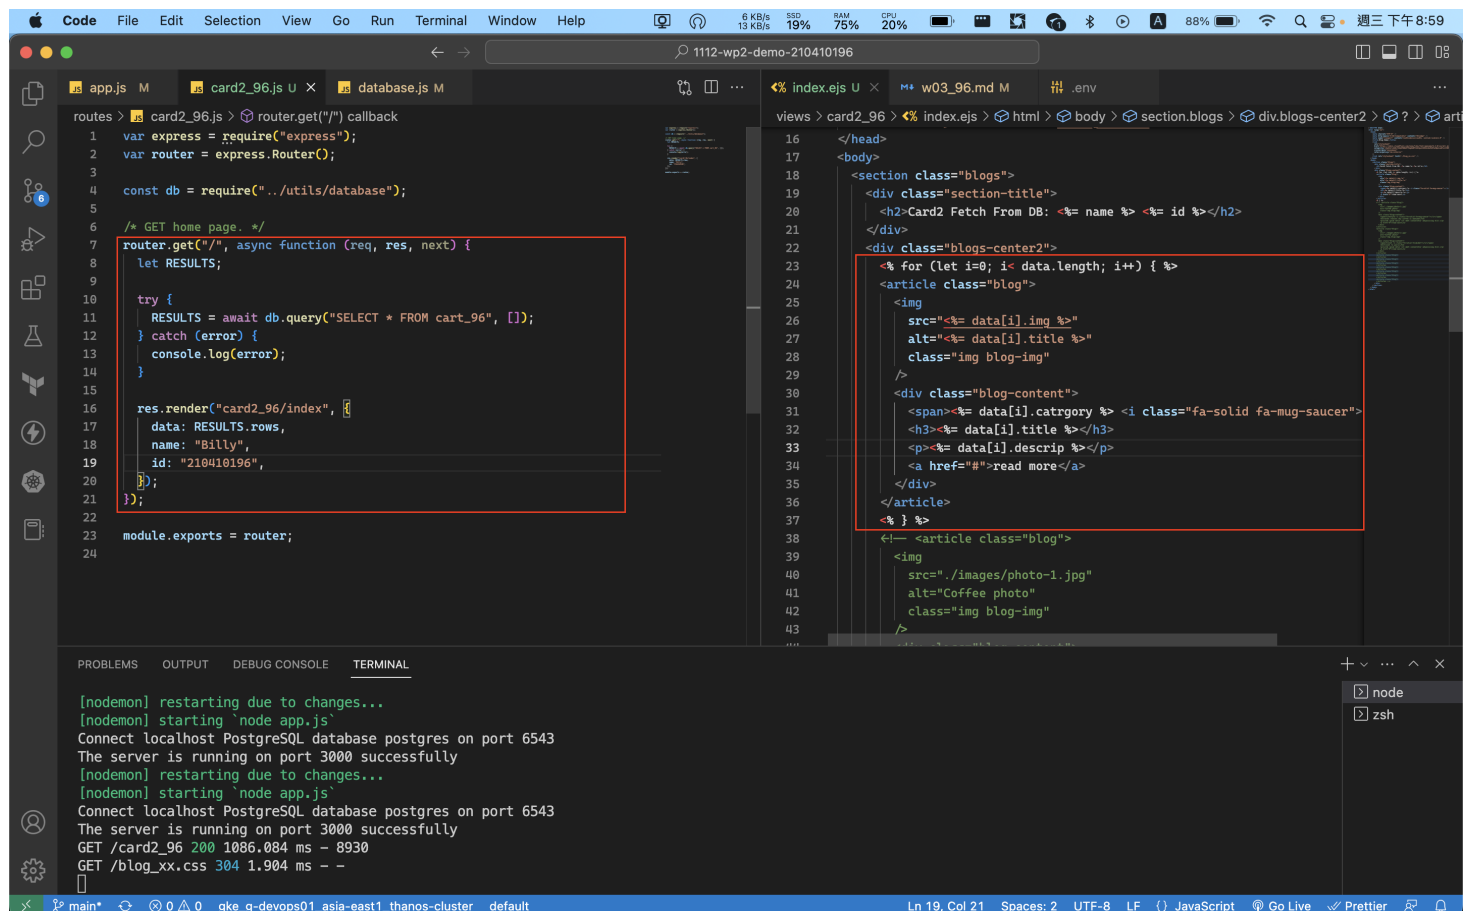 Code File Edit Selection View Go Run Terminal Window Help 6 KB/s 13 KB/s SSD 19% RAM 75% CPU 20% 1 A 88% 週三 下午8:59
1112-wp2-demo-210410196
JS app.js M JS card2_96.js U JS database.js M
routes > JS card2_96.js > router.get("/") callback
1 var express = require("express");
2 var router = express.Router();
3
4 const db = require("../utils/database");
5
6 /* GET home page. */
7 router.get("/", async function (req, res, next) {
8 let RESULTS;
9
10 try {
11 RESULTS = await db.query("SELECT * FROM cart_96", []);
12 } catch (error) {
13 console.log(error);
14 }
15
16 res.render("card2_96/index", {
17 data: RESULTS.rows,
18 name: "Billy",
19 id: "210410196",
20 });
21 });
22
23 module.exports = router;
24
<% index.ejs U M↓ w03_96.md M .env
views > card2_96 > <% index.ejs > html > body > section.blogs > div.blogs-center2 > ? > arti
16 </head>
17 <body>
18 <section class="blogs">
19 <div class="section-title">
20 <h2>Card2 Fetch From DB: <%= name %> <%= id %></h2>
21 </div>
22 <div class="blogs-center2">
23 <% for (let i=0; i< data.length; i++) { %>
24 <article class="blog">
25 <img
26 src="<%= data[i].img %>"
27 alt="<%= data[i].title %>"
28 class="img blog-img"
29 />
30 <div class="blog-content">
31 <span><%= data[i].catrgory %> <i class="fa-solid fa-mug-saucer">
32 <h3><%= data[i].title %></h3>
33 <p><%= data[i].descrip %></p>
34 <a href="#">read more</a>
35 </div>
36 </article>
37 <% } %>
38 <!-- <article class="blog">
39 <img
40 src="./images/photo-1.jpg"
41 alt="Coffee photo"
42 class="img blog-img"
43 />
6
PROBLEMS OUTPUT DEBUG CONSOLE TERMINAL
[nodemon] restarting due to changes...
[nodemon] starting `node app.js`
Connect localhost PostgreSQL database postgres on port 6543
The server is running on port 3000 successfully
[nodemon] restarting due to changes...
[nodemon] starting `node app.js`
Connect localhost PostgreSQL database postgres on port 6543
The server is running on port 3000 successfully
GET /card2_96 200 1086.084 ms - 8930
GET /blog_xx.css 304 1.904 ms - -
node
zsh
main* 0 0 gke_g-devops01_asia-east1_thanos-cluster default Ln 19, Col 21 Spaces: 2 UTF-8 LF {} JavaScript Go Live Prettier